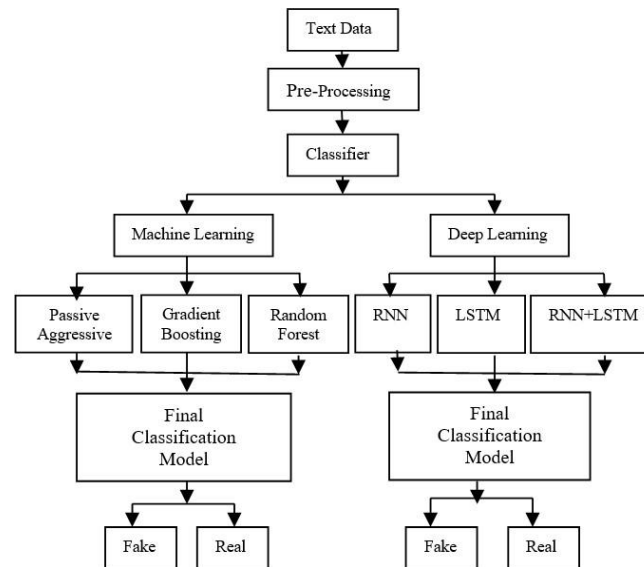 Text Data
Pre-Processing
Classifier
Machine Learning
Deep Learning
Passive
Aggressive
Gradient
Boosting
Random
Forest
RNN
LSTM
RNN+LSTM
Final
Classification
Model
Final
Classification
Model
Fake
Real
Fake
Real